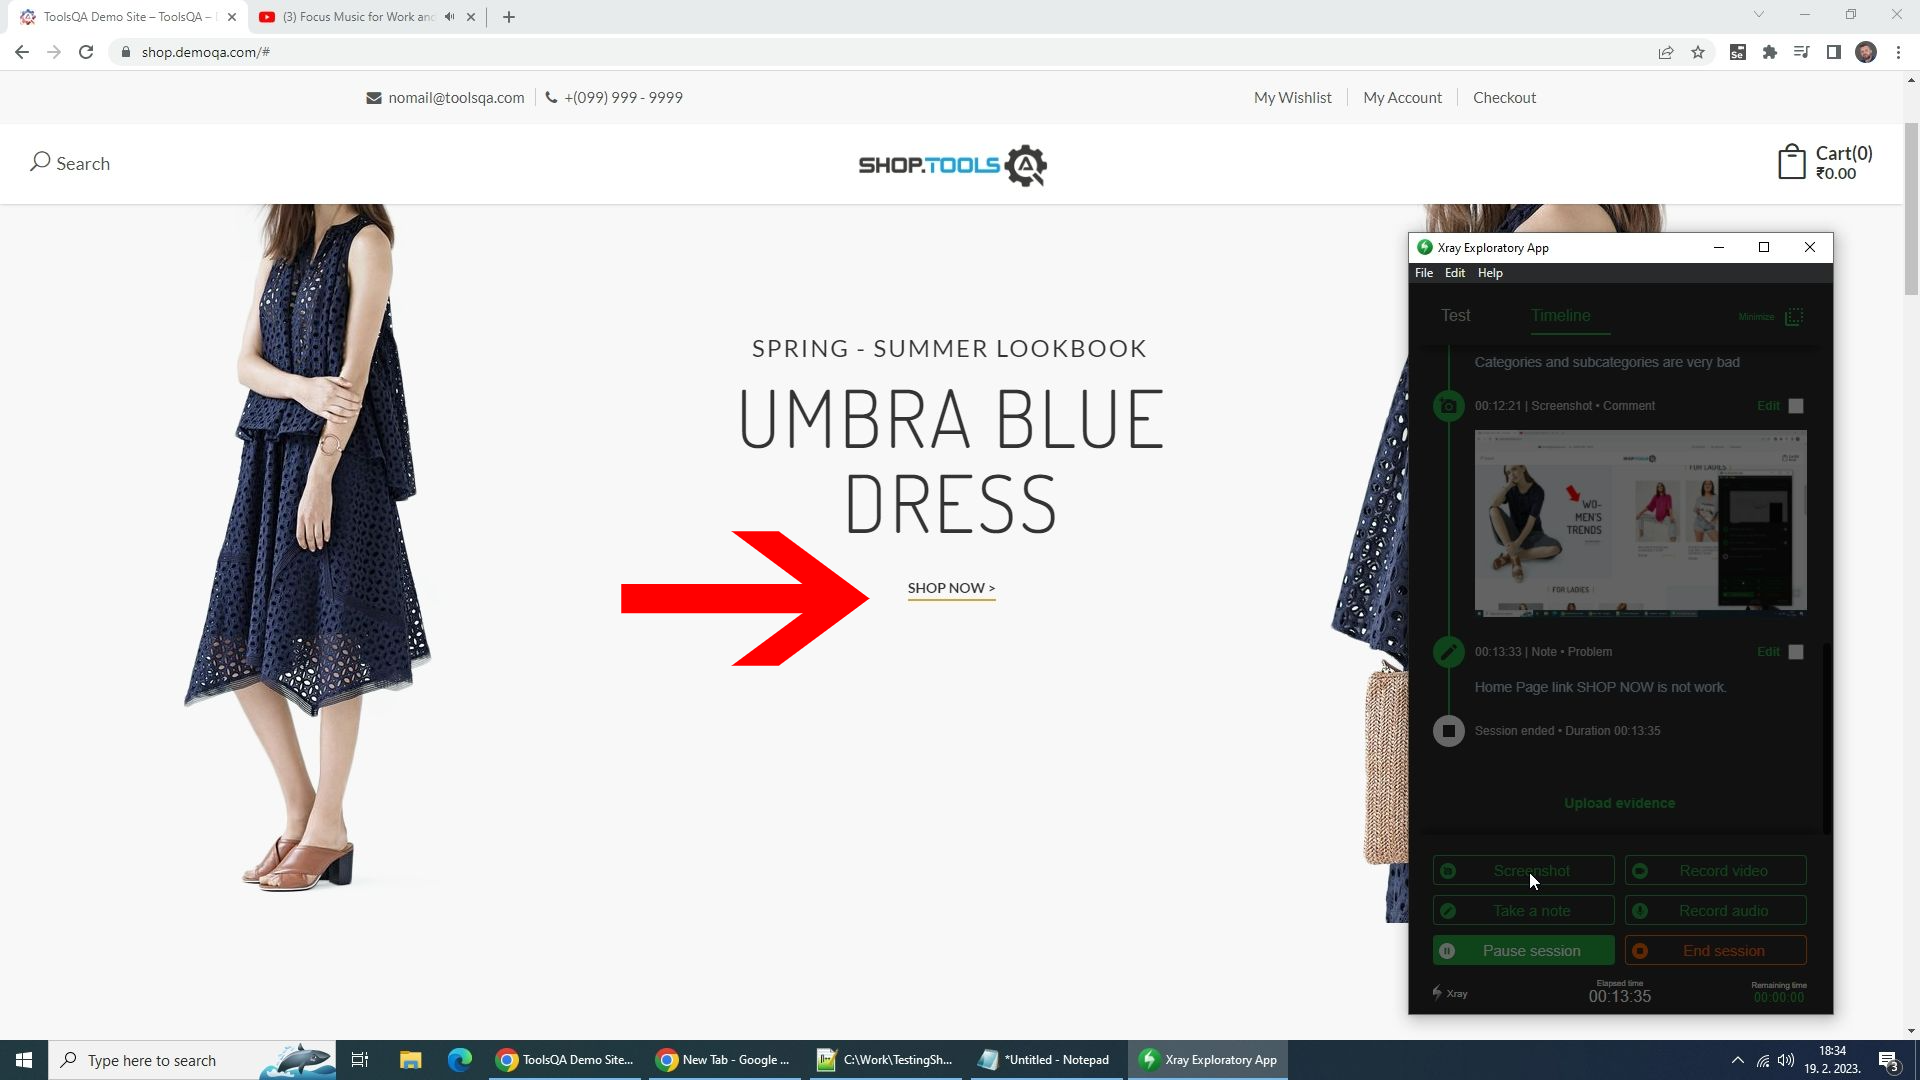 ToolsQA Demo Site – ToolsQA –
(3) Focus Music for Work and
shop.demoqa.com/#
Se
nomail@toolsqa.com
+(099) 999 - 9999
My Wishlist
My Account
Checkout
Search
SHOP.TOOLS
Cart(0)
₹0.00
SPRING - SUMMER LOOKBOOK
UMBRA BLUE
DRESS
SHOP NOW >
Xray Exploratory App
File Edit Help
Test
Timeline
Minimize
Categories and subcategories are very bad
00:12:21 | Screenshot • Comment
Edit
SHOP.TOOLS
FOR LADIES
WO-
MEN'S
TRENDS
FOR LADIES
00:13:33 | Note • Problem
Edit
Home Page link SHOP NOW is not work.
Session ended • Duration 00:13:35
Upload evidence
Screenshot
Record video
Take a note
Record audio
Pause session
End session
Xray
Elapsed time
00:13:35
Remaining time
00:00:00
Type here to search
ToolsQA Demo Site...
New Tab - Google ...
C:\Work\TestingSh...
*Untitled - Notepad
Xray Exploratory App
18:34
19. 2. 2023.
3